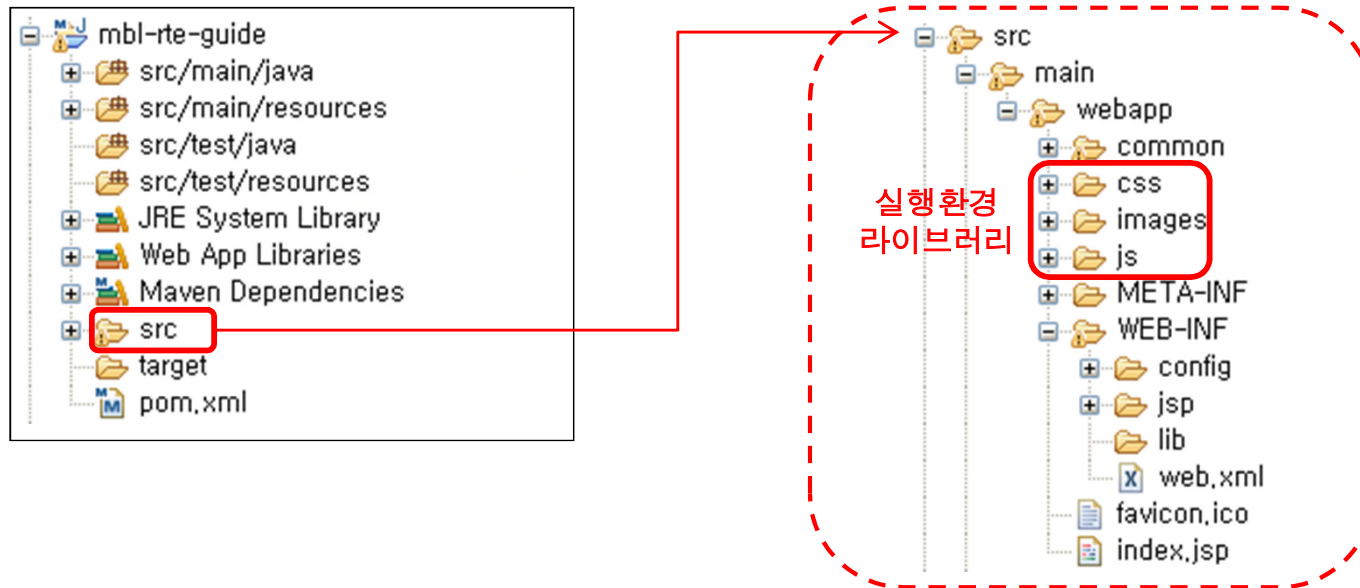 mbl-rte-guide
src/main/java
src/main/resources
src/test/java
src/test/resources
JRE System Library
Web App Libraries
Maven Dependencies
src
target
pom.xml
src
main
webapp
common
css
images
js
실행환경
라이브러리
META-INF
WEB-INF
config
jsp
lib
web.xml
favicon.ico
index.jsp